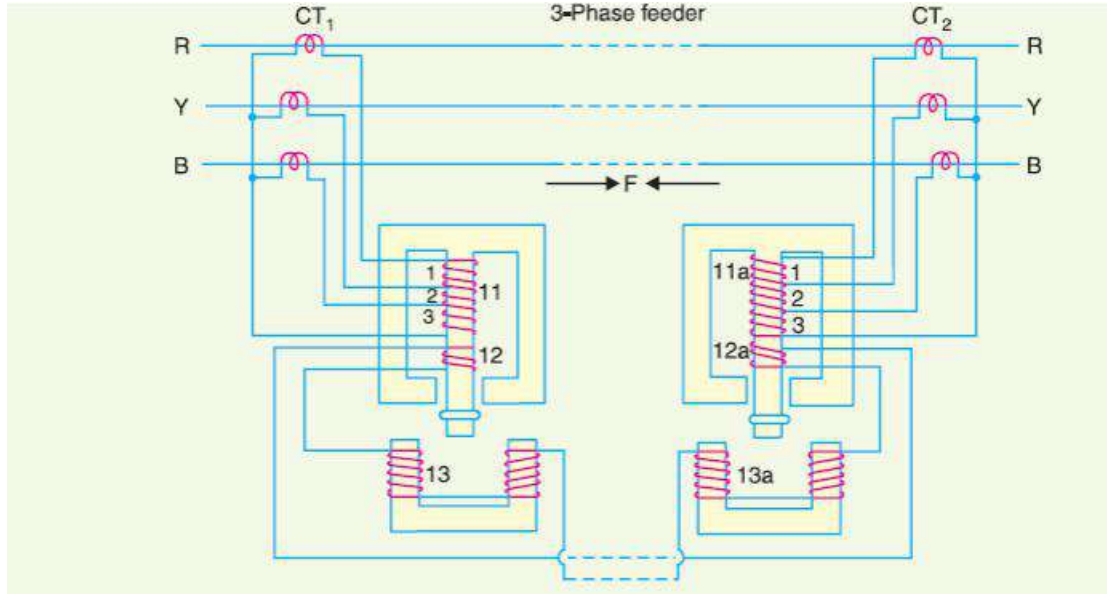 CT₁ 3-Phase feeder CT₂
R R
Y Y
B B
F
11a 1
1 11
2 2
3 3
12 12a
13 13a